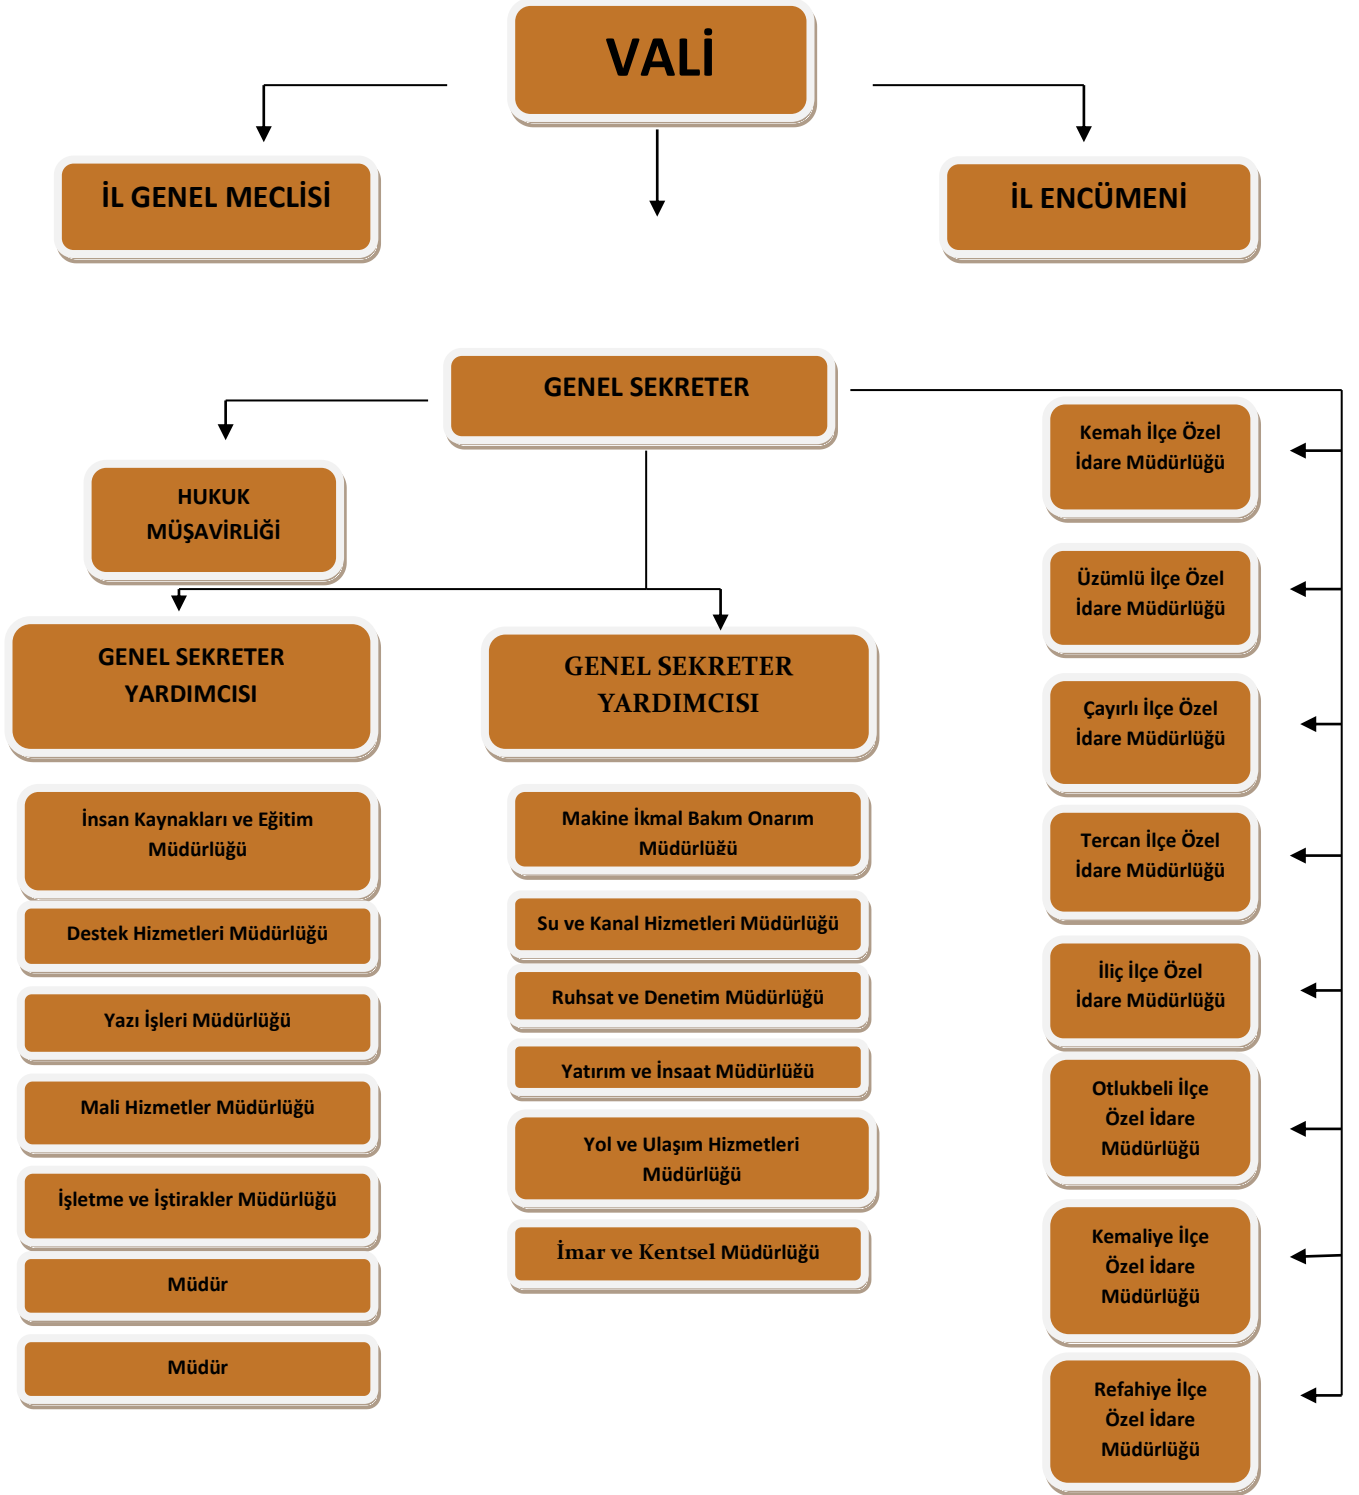 VALİ
İL GENEL MECLİSİ
İL ENCÜMENİ
GENEL SEKRETER
HUKUK
MÜŞAVİRLİĞİ
GENEL SEKRETER
YARDIMCISI
İnsan Kaynakları ve Eğitim
Müdürlüğü
Destek Hizmetleri Müdürlüğü
Yazı İşleri Müdürlüğü
Mali Hizmetler Müdürlüğü
İşletme ve İştirakler Müdürlüğü
Müdür
Müdür
GENEL SEKRETER
YARDIMCISI
Makine İkmal Bakım Onarım
Müdürlüğü
Su ve Kanal Hizmetleri Müdürlüğü
Ruhsat ve Denetim Müdürlüğü
Yatırım ve İnşaat Müdürlüğü
Yol ve Ulaşım Hizmetleri
Müdürlüğü
İmar ve Kentsel Müdürlüğü
Kemah İlçe Özel
İdare Müdürlüğü
Üzümlü İlçe Özel
İdare Müdürlüğü
Çayırlı İlçe Özel
İdare Müdürlüğü
Tercan İlçe Özel
İdare Müdürlüğü
İliç İlçe Özel
İdare Müdürlüğü
Otlukbeli İlçe
Özel İdare
Müdürlüğü
Kemaliye İlçe
Özel İdare
Müdürlüğü
Refahiye İlçe
Özel İdare
Müdürlüğü